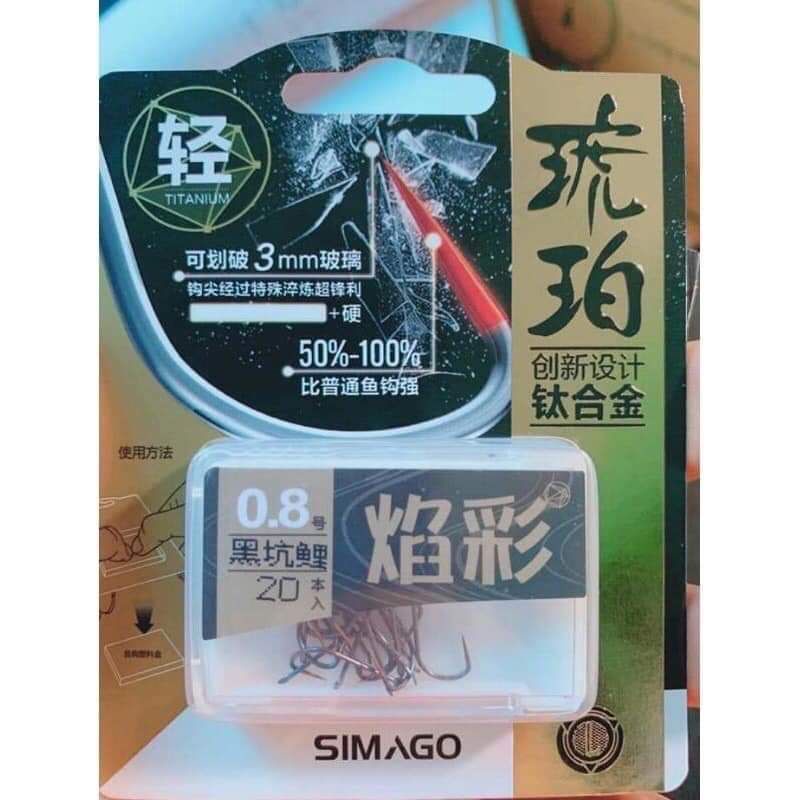 轻
TITANIUM
可划破3mm玻璃
钩尖经过特殊淬炼超锋利
+硬
50%-100%
比普通鱼钩强
琥珀
创新设计
钛合金
使用方法
0.8号
黑坑鲤
20本入
焰彩
SIMAGO